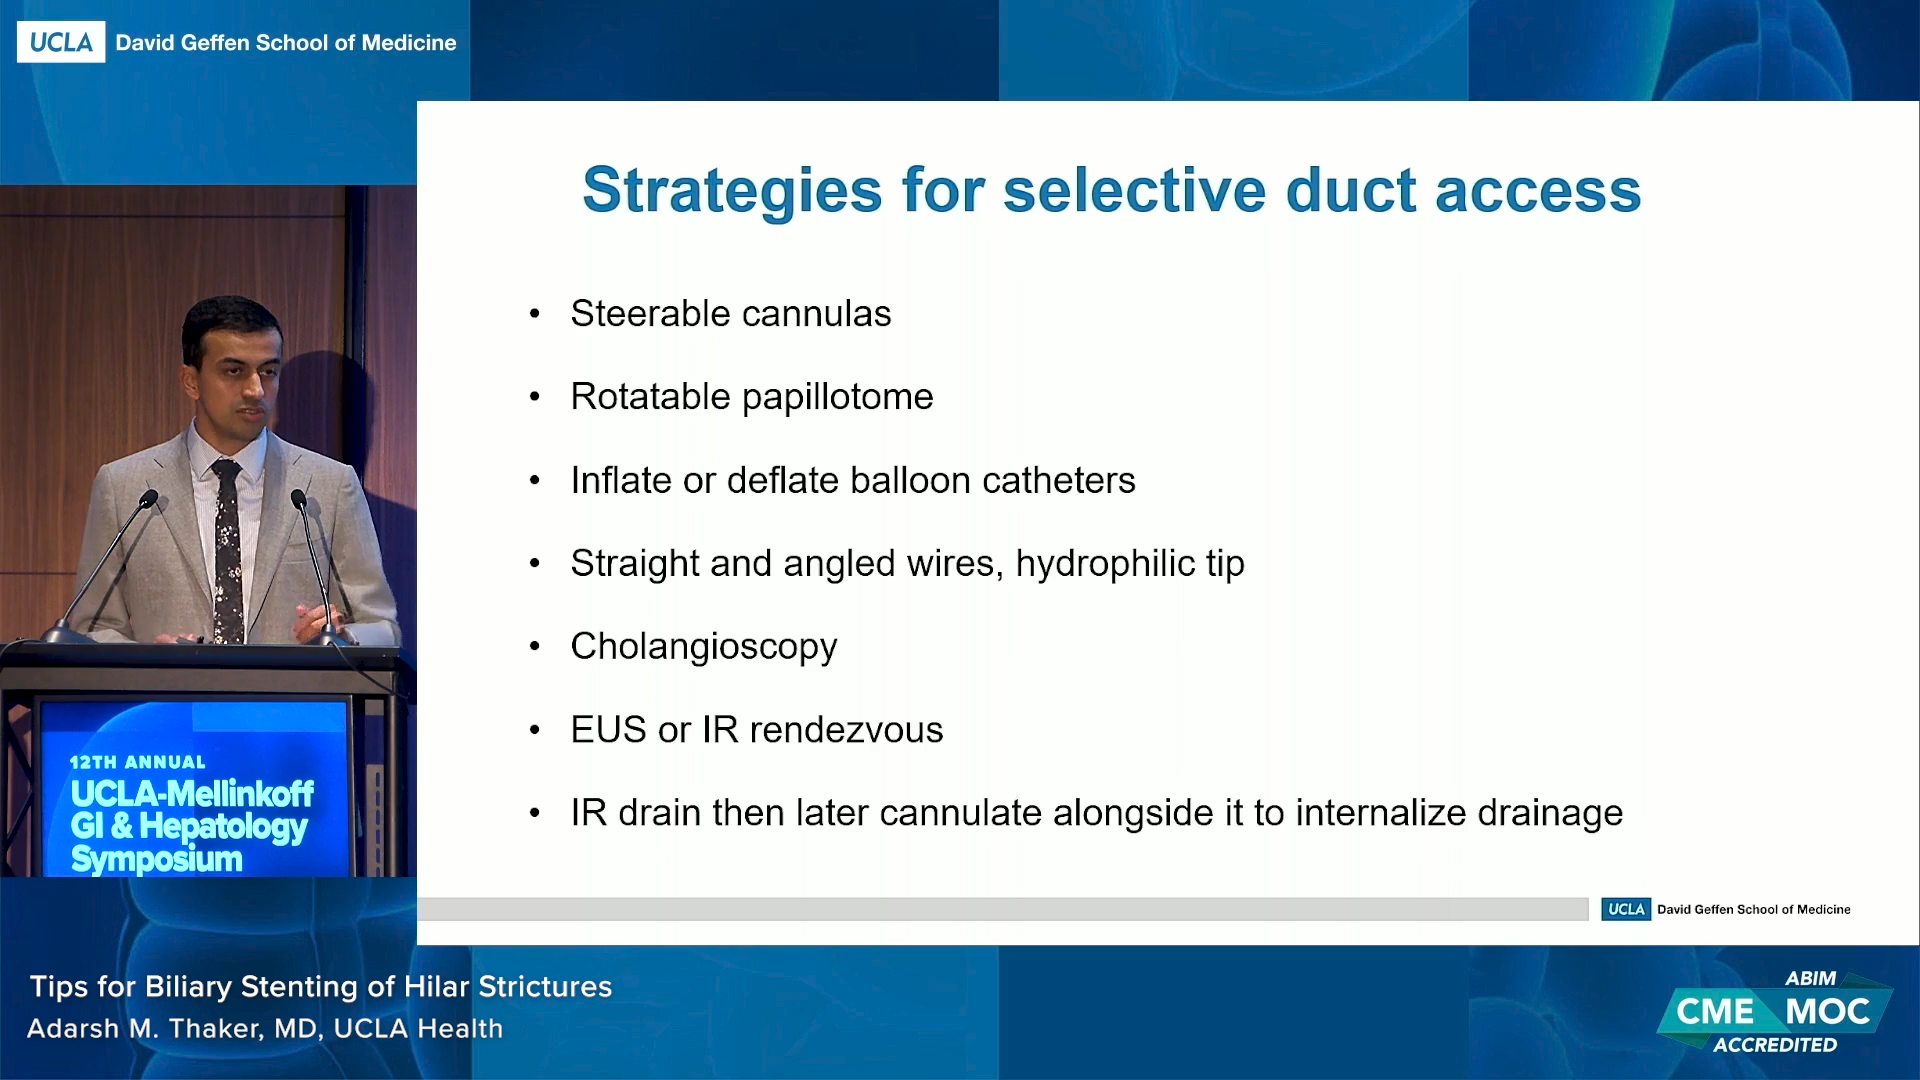 UCLA David Geffen School of Medicine
Strategies for selective duct access
• Steerable cannulas
• Rotatable papillotome
• Inflate or deflate balloon catheters
• Straight and angled wires, hydrophilic tip
• Cholangioscopy
• EUS or IR rendezvous
• IR drain then later cannulate alongside it to internalize drainage
UCLA David Geffen School of Medicine
12TH ANNUAL
UCLA-Mellinkoff
GI & Hepatology
Symposium
Tips for Biliary Stenting of Hilar Strictures
Adarsh M. Thaker, MD, UCLA Health
ABIM
CME MOC
ACCREDITED